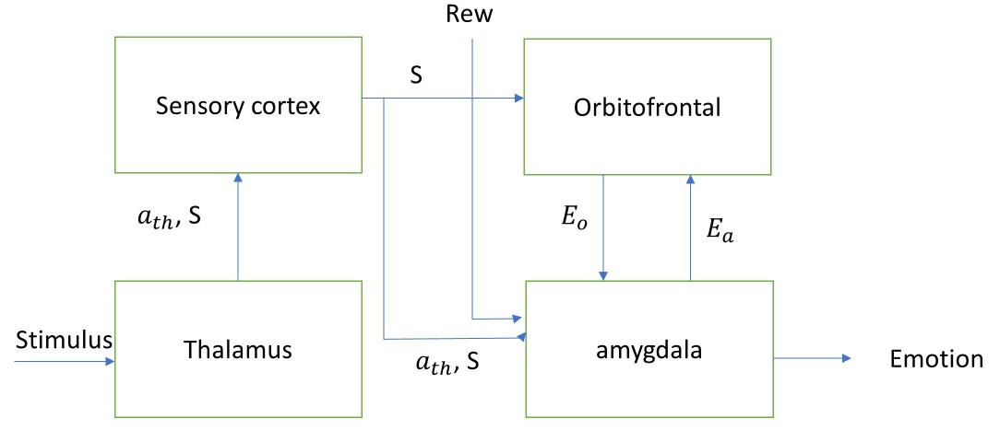 Rew
S
Sensory cortex
Orbitofrontal
a_th, S
E_o
E_a
Stimulus
Thalamus
amygdala
a_th, S
Emotion